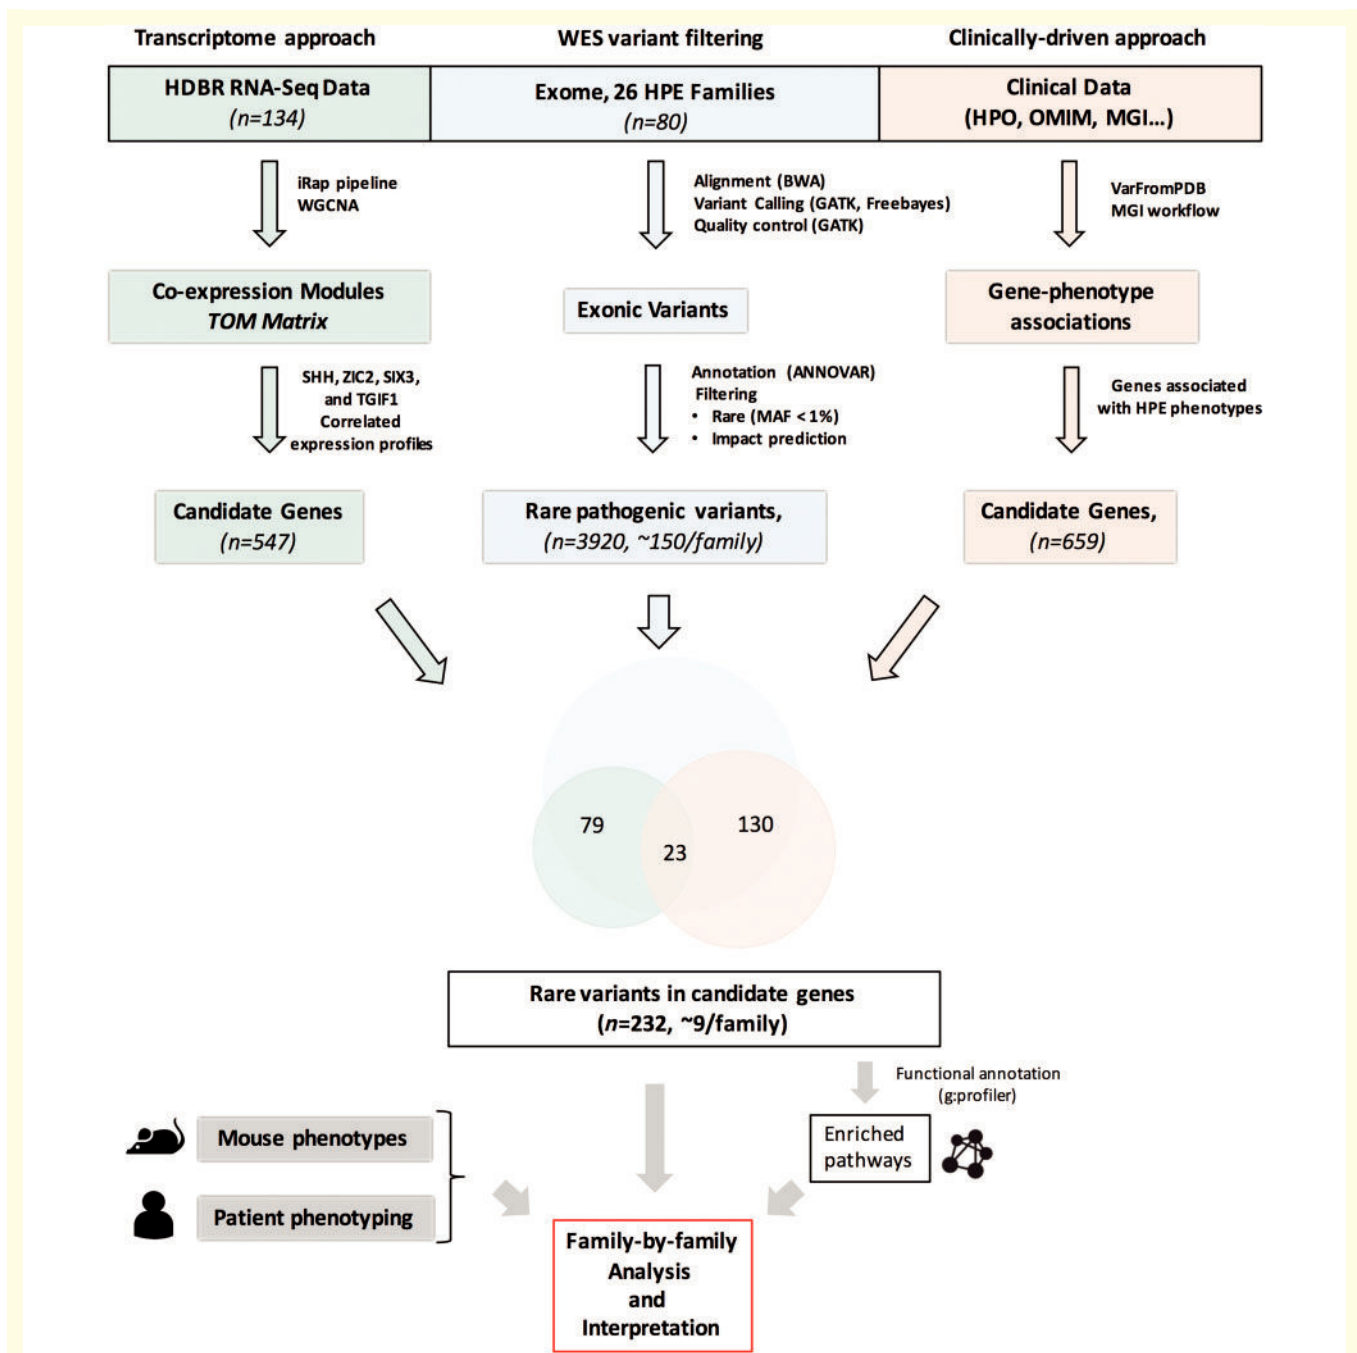 Transcriptome approach
WES variant filtering
Clinically-driven approach
HDBR RNA-Seq Data
(n=134)
Exome, 26 HPE Families
(n=80)
Clinical Data
(HPO, OMIM, MGI...)
iRap pipeline
WGCNA
Alignment (BWA)
Variant Calling (GATK, Freebayes)
Quality control (GATK)
VarFromPDB
MGI workflow
Co-expression Modules
TOM Matrix
Exonic Variants
Gene-phenotype
associations
SHH, ZIC2, SIX3,
and TGIF1
Correlated
expression profiles
Annotation (ANNOVAR)
Filtering
• Rare (MAF < 1%)
• Impact prediction
Genes associated
with HPE phenotypes
Candidate Genes
(n=547)
Rare pathogenic variants,
(n=3920, ~150/family)
Candidate Genes,
(n=659)
79
130
23
Rare variants in candidate genes
(n=232, ~9/family)
Functional annotation
(g:profiler)
Mouse phenotypes
Enriched
pathways
Patient phenotyping
Family-by-family
Analysis
and
Interpretation